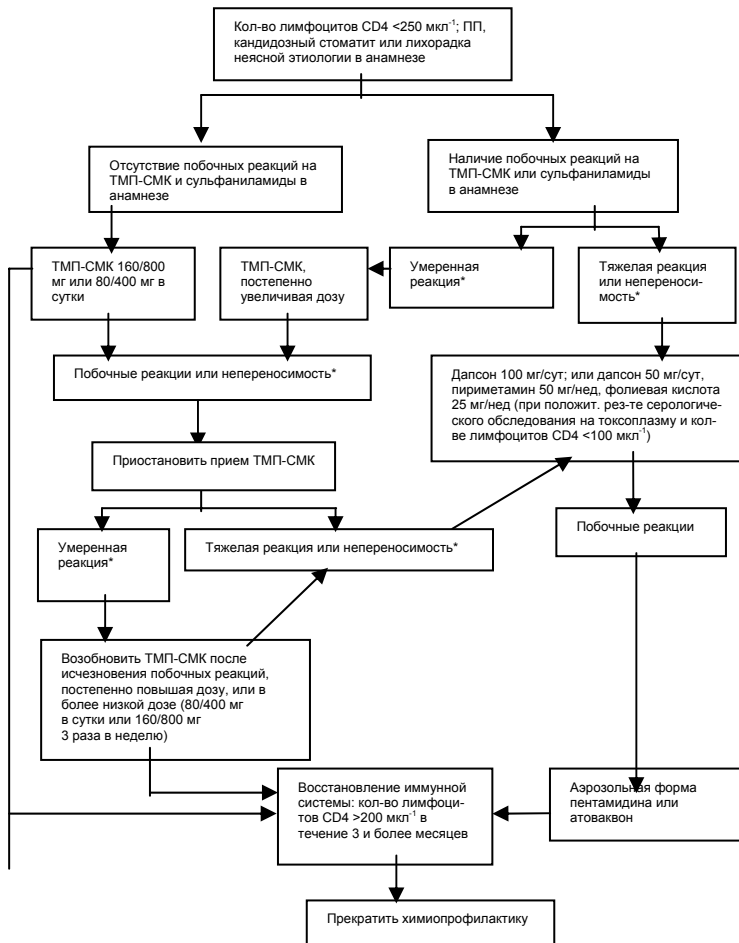 Кол-во лимфоцитов CD4 <250 мкл⁻¹; ПП,
кандидозный стоматит или лихорадка
неясной этиологии в анамнезе
Отсутствие побочных реакций на
ТМП-СМК и сульфаниламиды в
анамнезе
Наличие побочных реакций на
ТМП-СМК или сульфаниламиды
в анамнезе
ТМП-СМК 160/800
мг или 80/400 мг в
сутки
ТМП-СМК,
постепенно
увеличивая дозу
Умеренная
реакция*
Тяжелая реакция
или непереноси-
мость*
Побочные реакции или непереносимость*
Дапсон 100 мг/сут; или дапсон 50 мг/сут,
пириметамин 50 мг/нед, фолиевая кислота
25 мг/нед (при положит. рез-те серологиче-
ского обследования на токсоплазму и кол-
ве лимфоцитов CD4 <100 мкл⁻¹)
Приостановить прием ТМП-СМК
Умеренная
реакция*
Тяжелая реакция или непереносимость*
Побочные реакции
Возобновить ТМП-СМК после
исчезновения побочных реакций,
постепенно повышая дозу, или в
более низкой дозе (80/400 мг
в сутки или 160/800 мг
3 раза в неделю)
Восстановление иммунной
системы: кол-во лимфоци-
тов CD4 >200 мкл⁻¹ в
течение 3 и более месяцев
Аэрозольная форма
пентамидина или
атоваквон
Прекратить химиопрофилактику